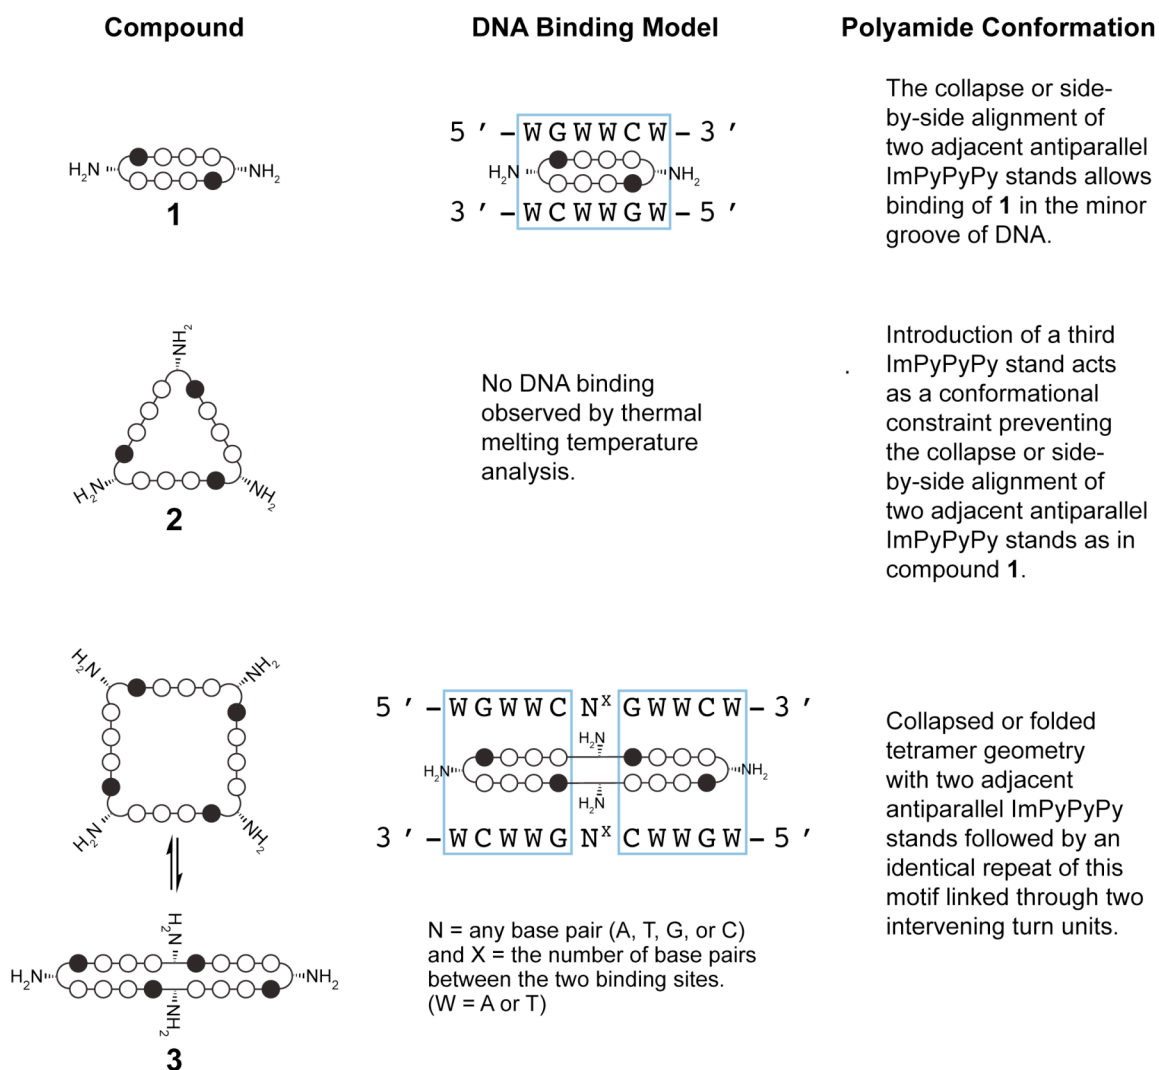 Compound
DNA Binding Model
Polyamide Conformation
H₂N
NH₂
1
5 ′ – W G W W C W – 3 ′
H₂N
NH₂
3 ′ – W C W W G W – 5 ′
The collapse or side-
by-side alignment of
two adjacent antiparallel
ImPyPyPy stands allows
binding of 1 in the minor
groove of DNA.
NH₂
H₂N
NH₂
2
No DNA binding
observed by thermal
melting temperature
analysis.
.
Introduction of a third
ImPyPyPy stand acts
as a conformational
constraint preventing
the collapse or side-
by-side alignment of
two adjacent antiparallel
ImPyPyPy stands as in
compound 1.
H₂N
NH₂
H₂N
NH₂
H₂N
H₂N
NH₂
NH₂
3
5 ′ – W G W W C Nˣ G W W C W – 3 ′
H₂N
H₂N
NH₂
H₂N
3 ′ – W C W W G Nˣ C W W G W – 5 ′
N = any base pair (A, T, G, or C)
and X = the number of base pairs
between the two binding sites.
(W = A or T)
Collapsed or folded
tetramer geometry
with two adjacent
antiparallel ImPyPyPy
stands followed by an
identical repeat of this
motif linked through two
intervening turn units.